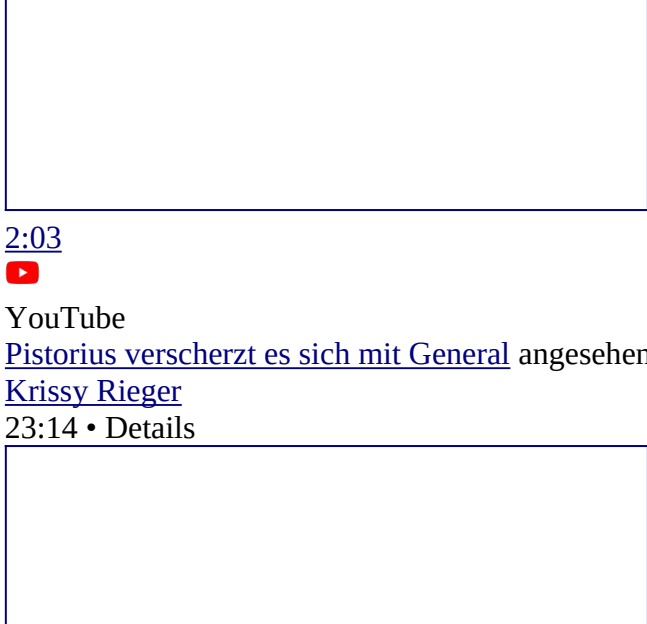 2:03
YouTube
Pistorius verscherzt es sich mit General angesehen
Krissy Rieger
23:14 • Details